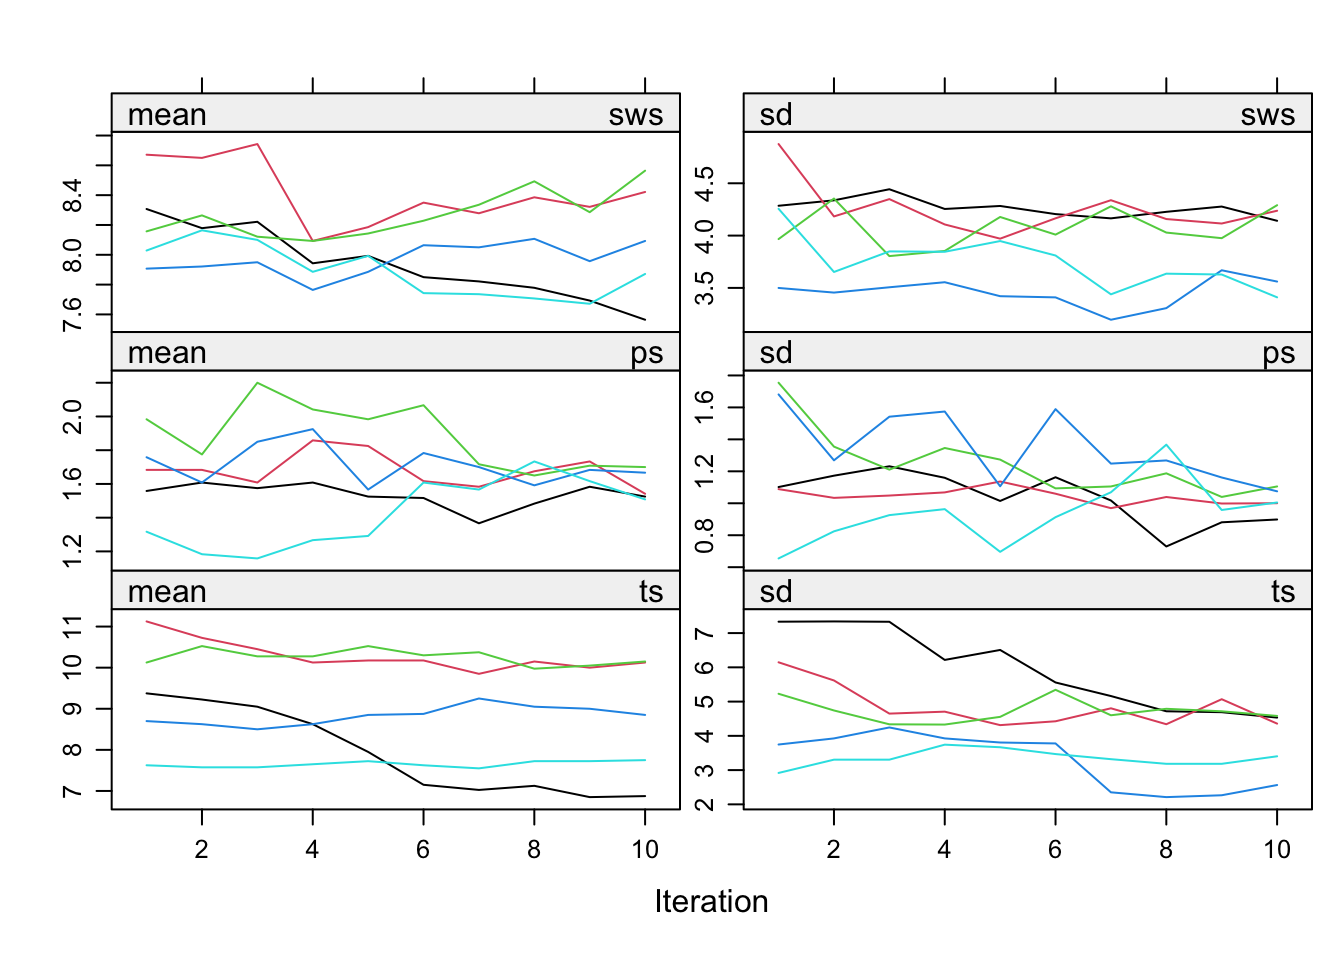 mean sws
sd sws
7.6 8.0 8.4
3.5 4.0 4.5
mean ps
sd ps
1.2 1.6 2.0
0.8 1.2 1.6
mean ts
sd ts
7 8 9 10 11
2 3 4 5 6 7
2 4 6 8 10
2 4 6 8 10
Iteration